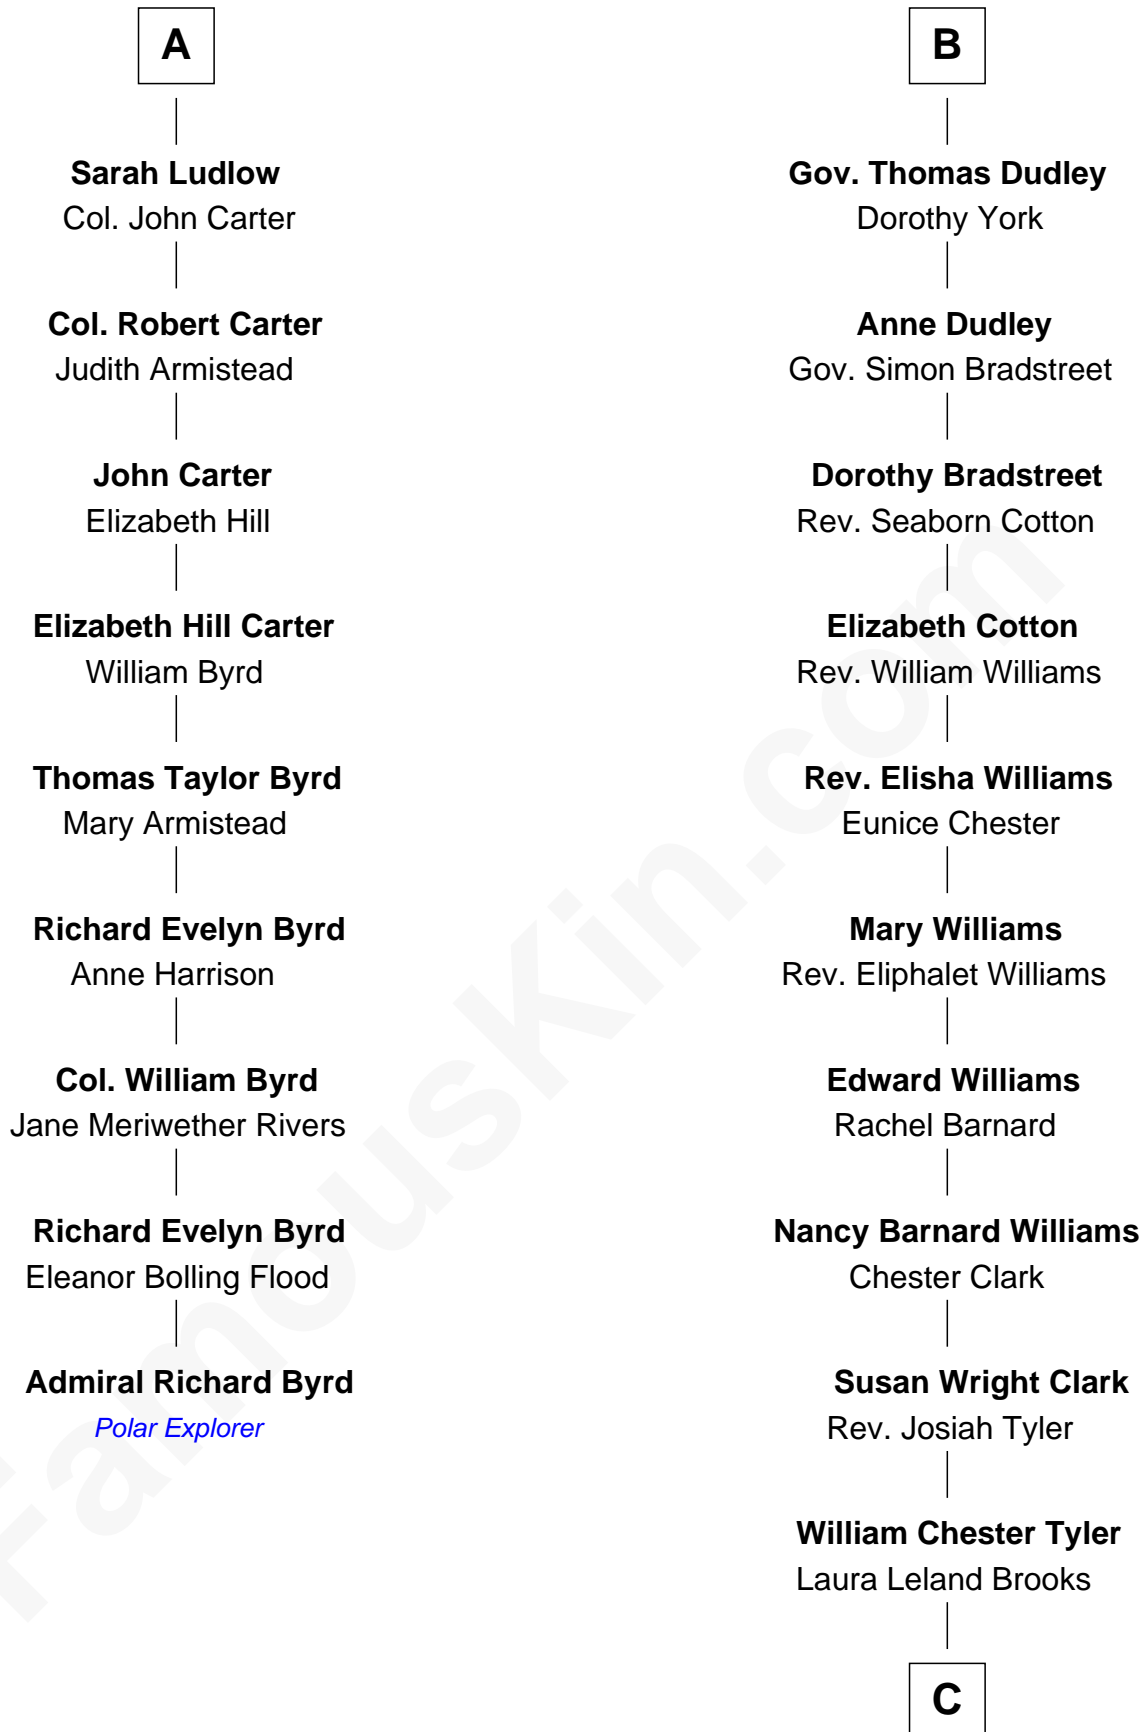 A
Sarah Ludlow
Col. John Carter
Col. Robert Carter
Judith Armistead
John Carter
Elizabeth Hill
Elizabeth Hill Carter
William Byrd
Thomas Taylor Byrd
Mary Armistead
Richard Evelyn Byrd
Anne Harrison
Col. William Byrd
Jane Meriwether Rivers
Richard Evelyn Byrd
Eleanor Bolling Flood
Admiral Richard Byrd
Polar Explorer
B
Gov. Thomas Dudley
Dorothy York
Anne Dudley
Gov. Simon Bradstreet
Dorothy Bradstreet
Rev. Seaborn Cotton
Elizabeth Cotton
Rev. William Williams
Rev. Elisha Williams
Eunice Chester
Mary Williams
Rev. Eliphalet Williams
Edward Williams
Rachel Barnard
Nancy Barnard Williams
Chester Clark
Susan Wright Clark
Rev. Josiah Tyler
William Chester Tyler
Laura Leland Brooks
C
FamousKin.com